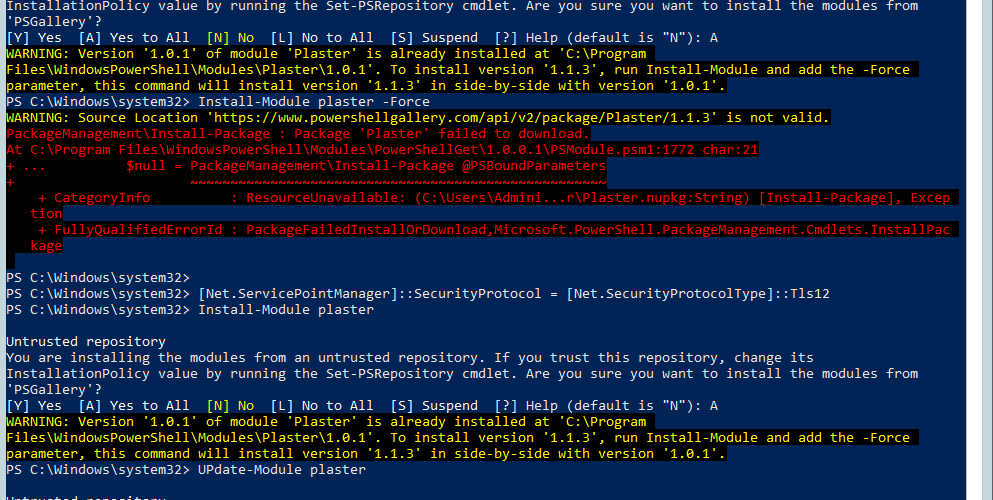 InstallationPolicy value by running the Set-PSRepository cmdlet. Are you sure you want to install the modules from
'PSGallery'?
[Y] Yes  [A] Yes to All  [N] No  [L] No to All  [S] Suspend  [?] Help (default is "N"): A
WARNING: Version '1.0.1' of module 'Plaster' is already installed at 'C:\Program
Files\WindowsPowerShell\Modules\Plaster\1.0.1'. To install version '1.1.3', run Install-Module and add the -Force
parameter, this command will install version '1.1.3' in side-by-side with version '1.0.1'.
PS C:\Windows\system32> Install-Module plaster -Force
WARNING: Source Location 'https://www.powershellgallery.com/api/v2/package/Plaster/1.1.3' is not valid.
PackageManagement\Install-Package : Package 'Plaster' failed to download.
At C:\Program Files\WindowsPowerShell\Modules\PowerShellGet\1.0.0.1\PSModule.psm1:1772 char:21
+ ...          $null = PackageManagement\Install-Package @PSBoundParameters
+                      ~~~~~~~~~~~~~~~~~~~~~~~~~~~~~~~~~~~~~~~~~~~~~~~~~~~~
    + CategoryInfo          : ResourceUnavailable: (C:\Users\Admini...r\Plaster.nupkg:String) [Install-Package], Excep
   tion
    + FullyQualifiedErrorId : PackageFailedInstallOrDownload,Microsoft.PowerShell.PackageManagement.Cmdlets.InstallPac
   kage
PS C:\Windows\system32>
PS C:\Windows\system32> [Net.ServicePointManager]::SecurityProtocol = [Net.SecurityProtocolType]::Tls12
PS C:\Windows\system32> Install-Module plaster
Untrusted repository
You are installing the modules from an untrusted repository. If you trust this repository, change its
InstallationPolicy value by running the Set-PSRepository cmdlet. Are you sure you want to install the modules from
'PSGallery'?
[Y] Yes  [A] Yes to All  [N] No  [L] No to All  [S] Suspend  [?] Help (default is "N"): A
WARNING: Version '1.0.1' of module 'Plaster' is already installed at 'C:\Program
Files\WindowsPowerShell\Modules\Plaster\1.0.1'. To install version '1.1.3', run Install-Module and add the -Force
parameter, this command will install version '1.1.3' in side-by-side with version '1.0.1'.
PS C:\Windows\system32> UPdate-Module plaster
Untrusted repository